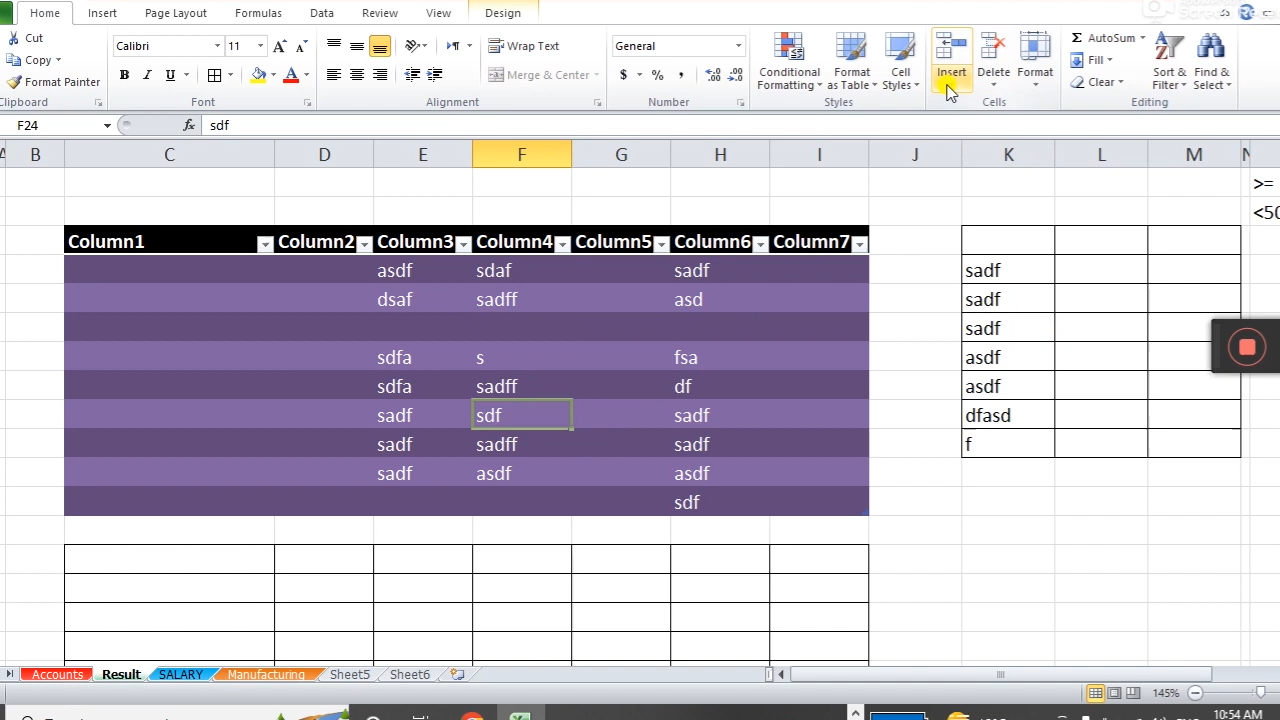 Home Insert Page Layout Formulas Data Review View Design
Cut
Copy
Format Painter
Clipboard
Calibri 11
B I U
Font
Wrap Text
Merge & Center
Alignment
General
$ % ,
Number
Conditional Formatting
Format as Table
Cell Styles
Styles
Insert Delete Format
Cells
AutoSum
Fill
Clear
Sort & Filter
Find & Select
Editing
F24 fx sdf
B C D E F G H I J K L M N
>=
<50
Column1 Column2 Column3 Column4 Column5 Column6 Column7
asdf sdaf sadf sadf
dsaf sadff asd sadf
sadf
sdfa s fsa asdf
sdfa sadff df asdf
sadf sdf sadf dfasd
sadf sadff sadf f
sadf asdf asdf
sdf
Accounts Result SALARY Manufacturing Sheet5 Sheet6
145%
10:54 AM